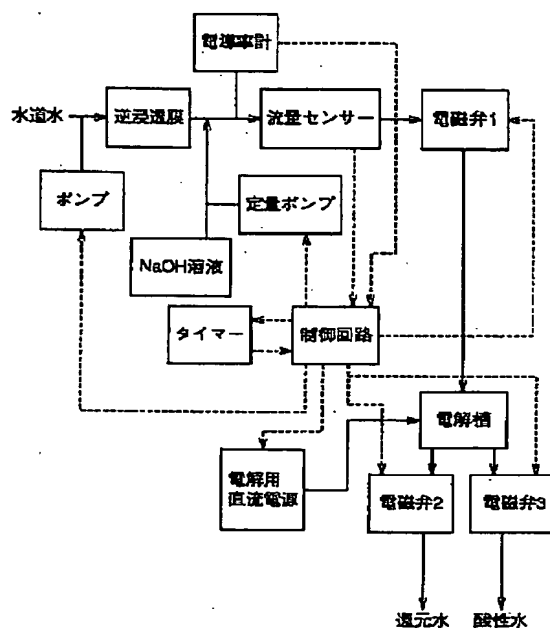 電導率計
水道水
逆浸透膜
流量センサー
電磁弁1
ポンプ
定量ポンプ
NaOH溶液
タイマー
制御回路
電解槽
電解用
直流電源
電磁弁2
電磁弁3
還元水
酸性水